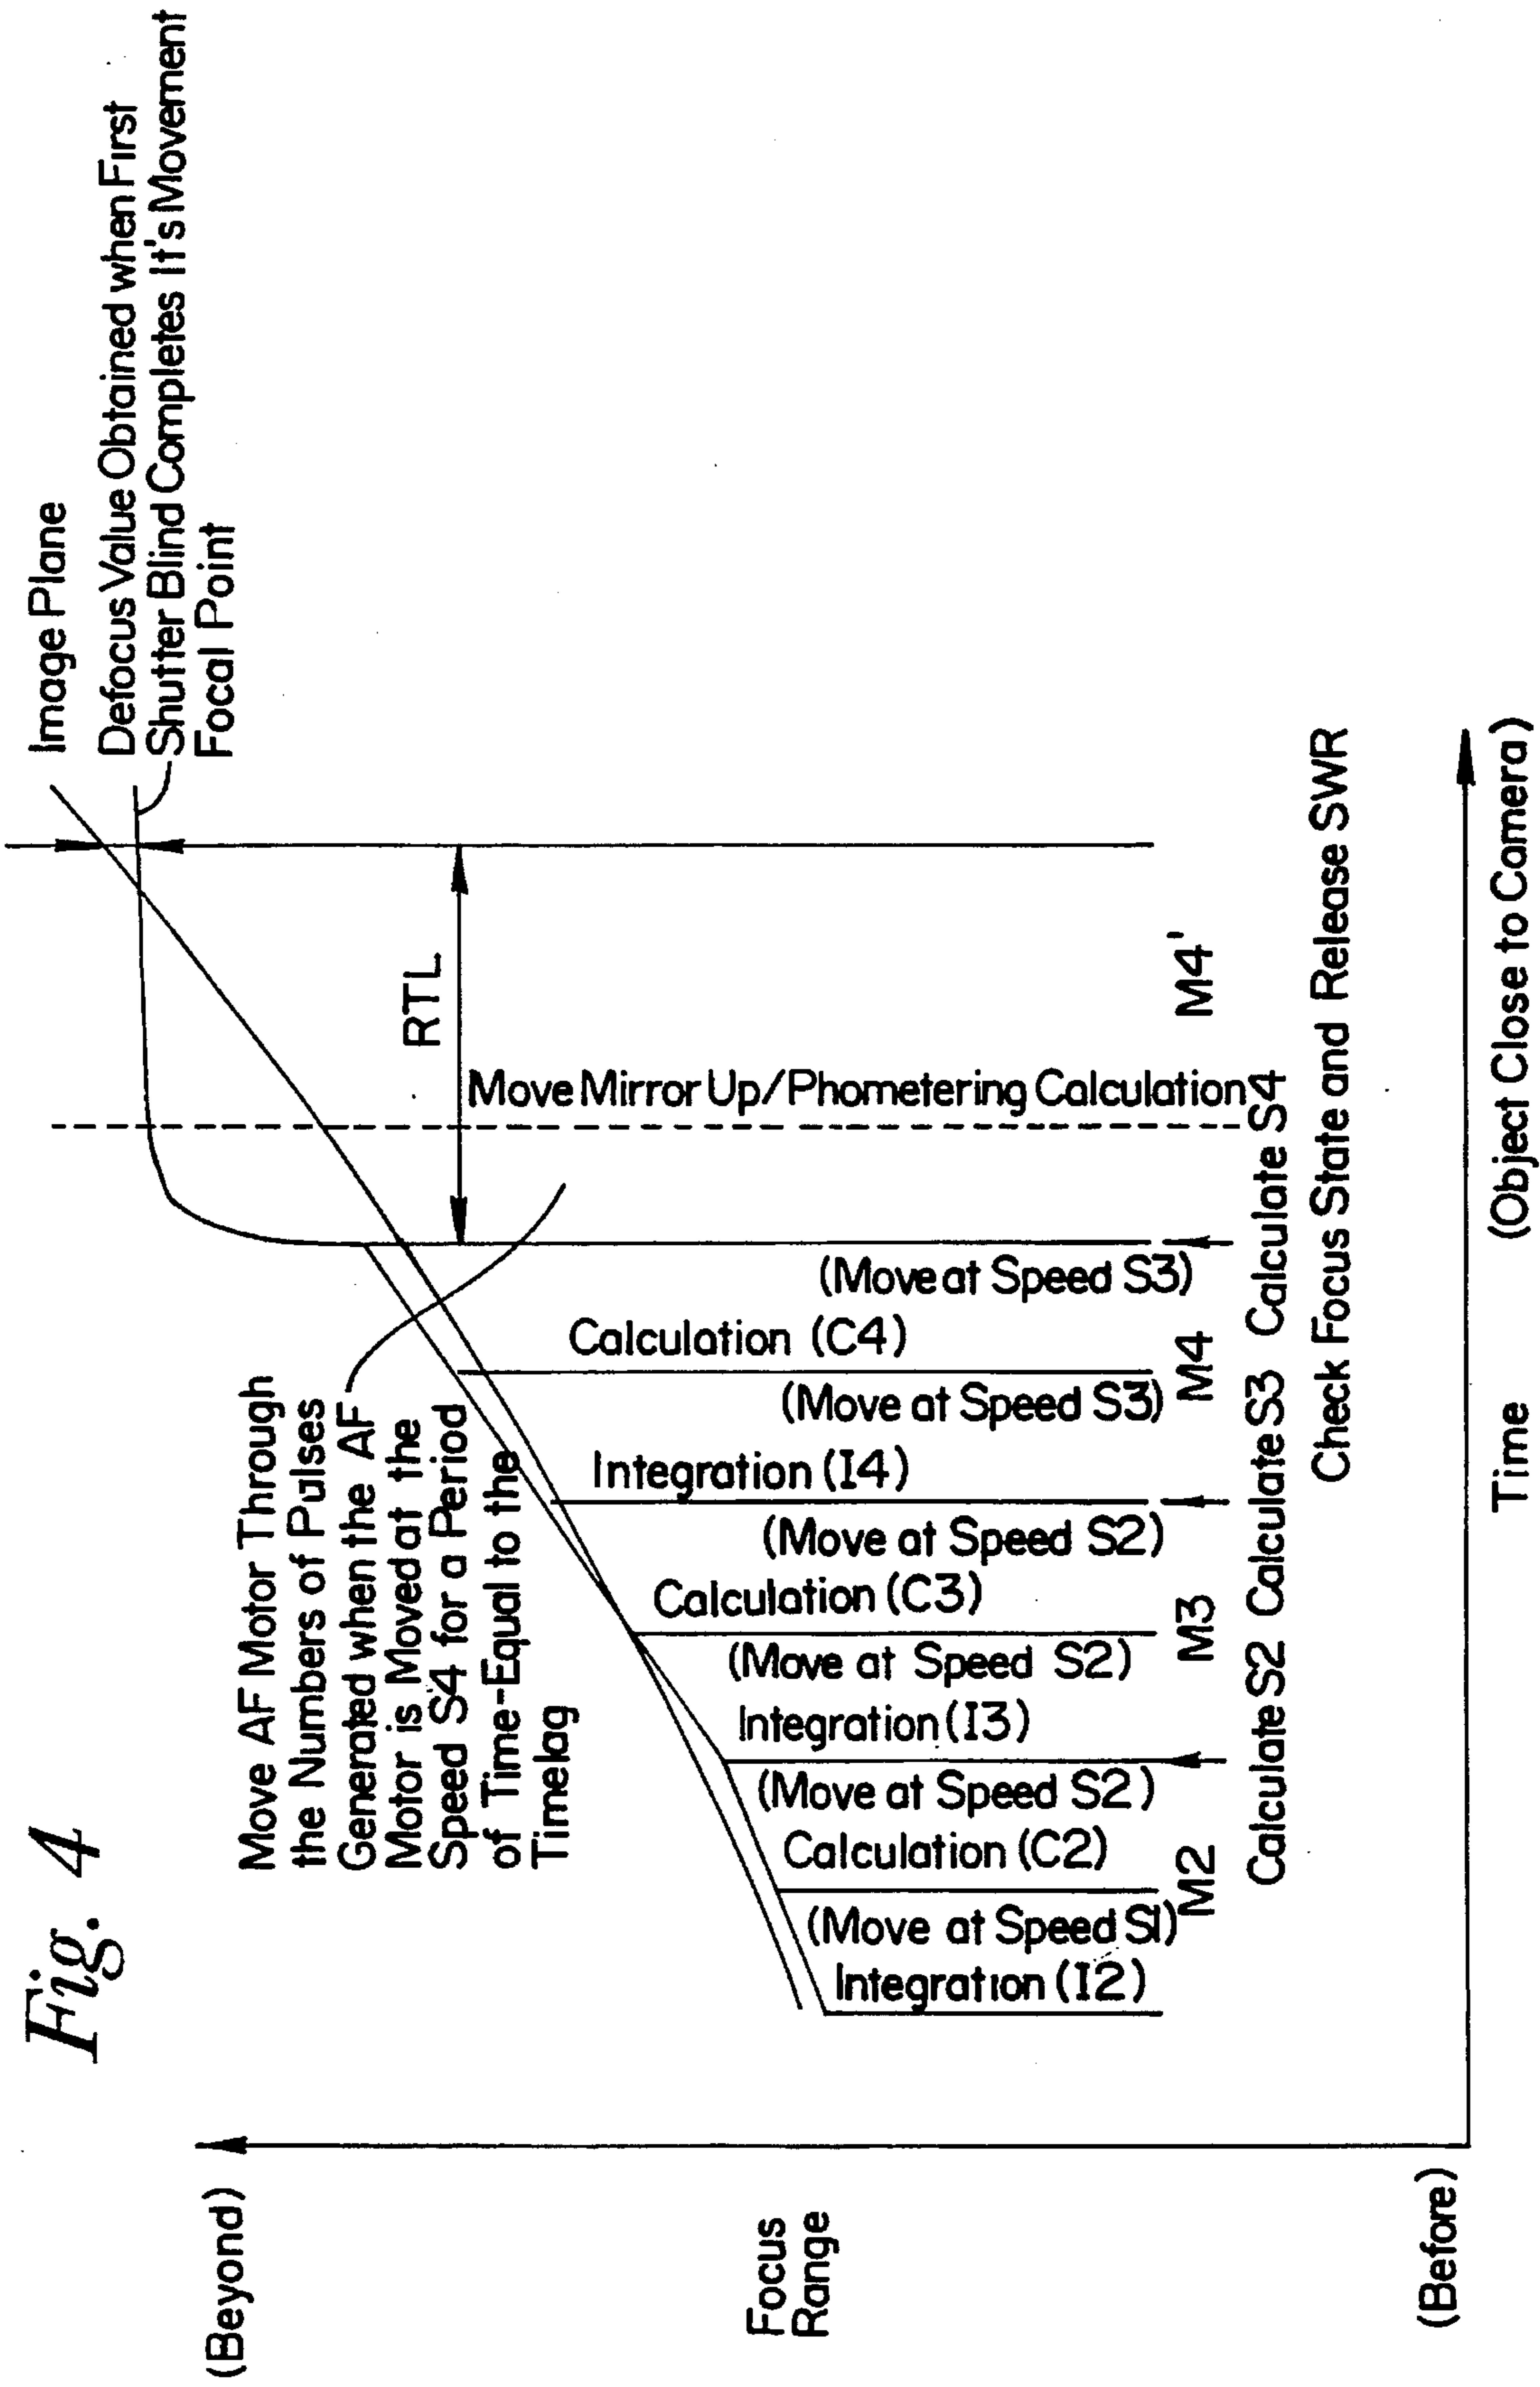 Fig. 4
Image Plane
Defocus Value Obtained when First
Shutter Blind Completes It's Movement
Focal Point
Move AF Motor Through
the Numbers of Pulses
Generated when the AF
Motor is Moved at the
Speed S4 for a Period
of Time-Equal to the
Timelag
RTL
Move Mirror Up/Phometering Calculation
(Beyond)
Focus
Range
(Before)
Integration (I2)
(Move at Speed S1)
Calculation (C2)
(Move at Speed S2)
Integration (I3)
(Move at Speed S2)
Calculation (C3)
(Move at Speed S2)
Integration (I4)
(Move at Speed S3)
Calculation (C4)
(Move at Speed S3)
M2
M3
M4
M4'
Calculate S2
Calculate S3
Calculate S4
Check Focus State and Release SWR
Time
(Object Close to Camera)